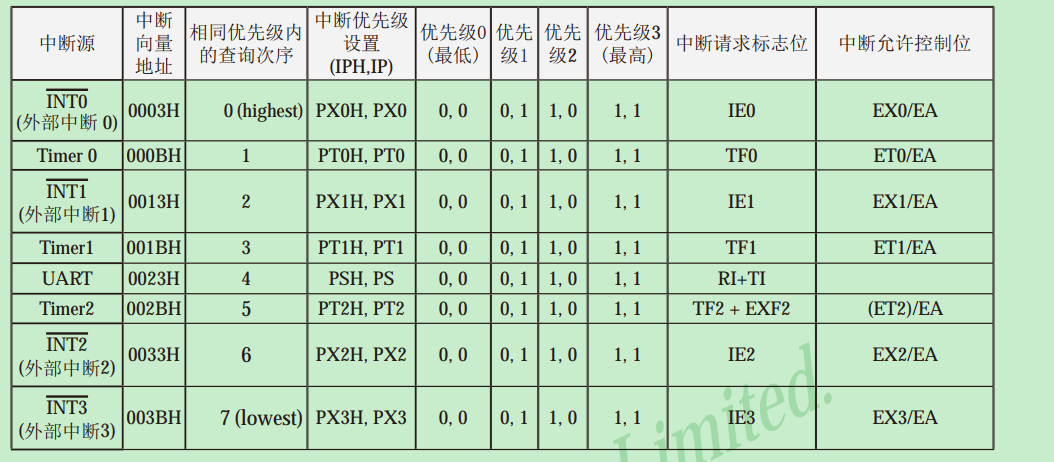 中断源 中断向量地址 相同优先级内的查询次序 中断优先级设置(IPH,IP) 优先级0(最低) 优先级1 优先级2 优先级3(最高) 中断请求标志位 中断允许控制位
INT0(外部中断 0) 0003H 0 (highest) PX0H, PX0 0, 0 0, 1 1, 0 1, 1 IE0 EX0/EA
Timer 0 000BH 1 PT0H, PT0 0, 0 0, 1 1, 0 1, 1 TF0 ET0/EA
INT1(外部中断1) 0013H 2 PX1H, PX1 0, 0 0, 1 1, 0 1, 1 IE1 EX1/EA
Timer1 001BH 3 PT1H, PT1 0, 0 0, 1 1, 0 1, 1 TF1 ET1/EA
UART 0023H 4 PSH, PS 0, 0 0, 1 1, 0 1, 1 RI+TI
Timer2 002BH 5 PT2H, PT2 0, 0 0, 1 1, 0 1, 1 TF2 + EXF2 (ET2)/EA
INT2(外部中断2) 0033H 6 PX2H, PX2 0, 0 0, 1 1, 0 1, 1 IE2 EX2/EA
INT3(外部中断3) 003BH 7 (lowest) PX3H, PX3 0, 0 0, 1 1, 0 1, 1 IE3 EX3/EA
Limited.